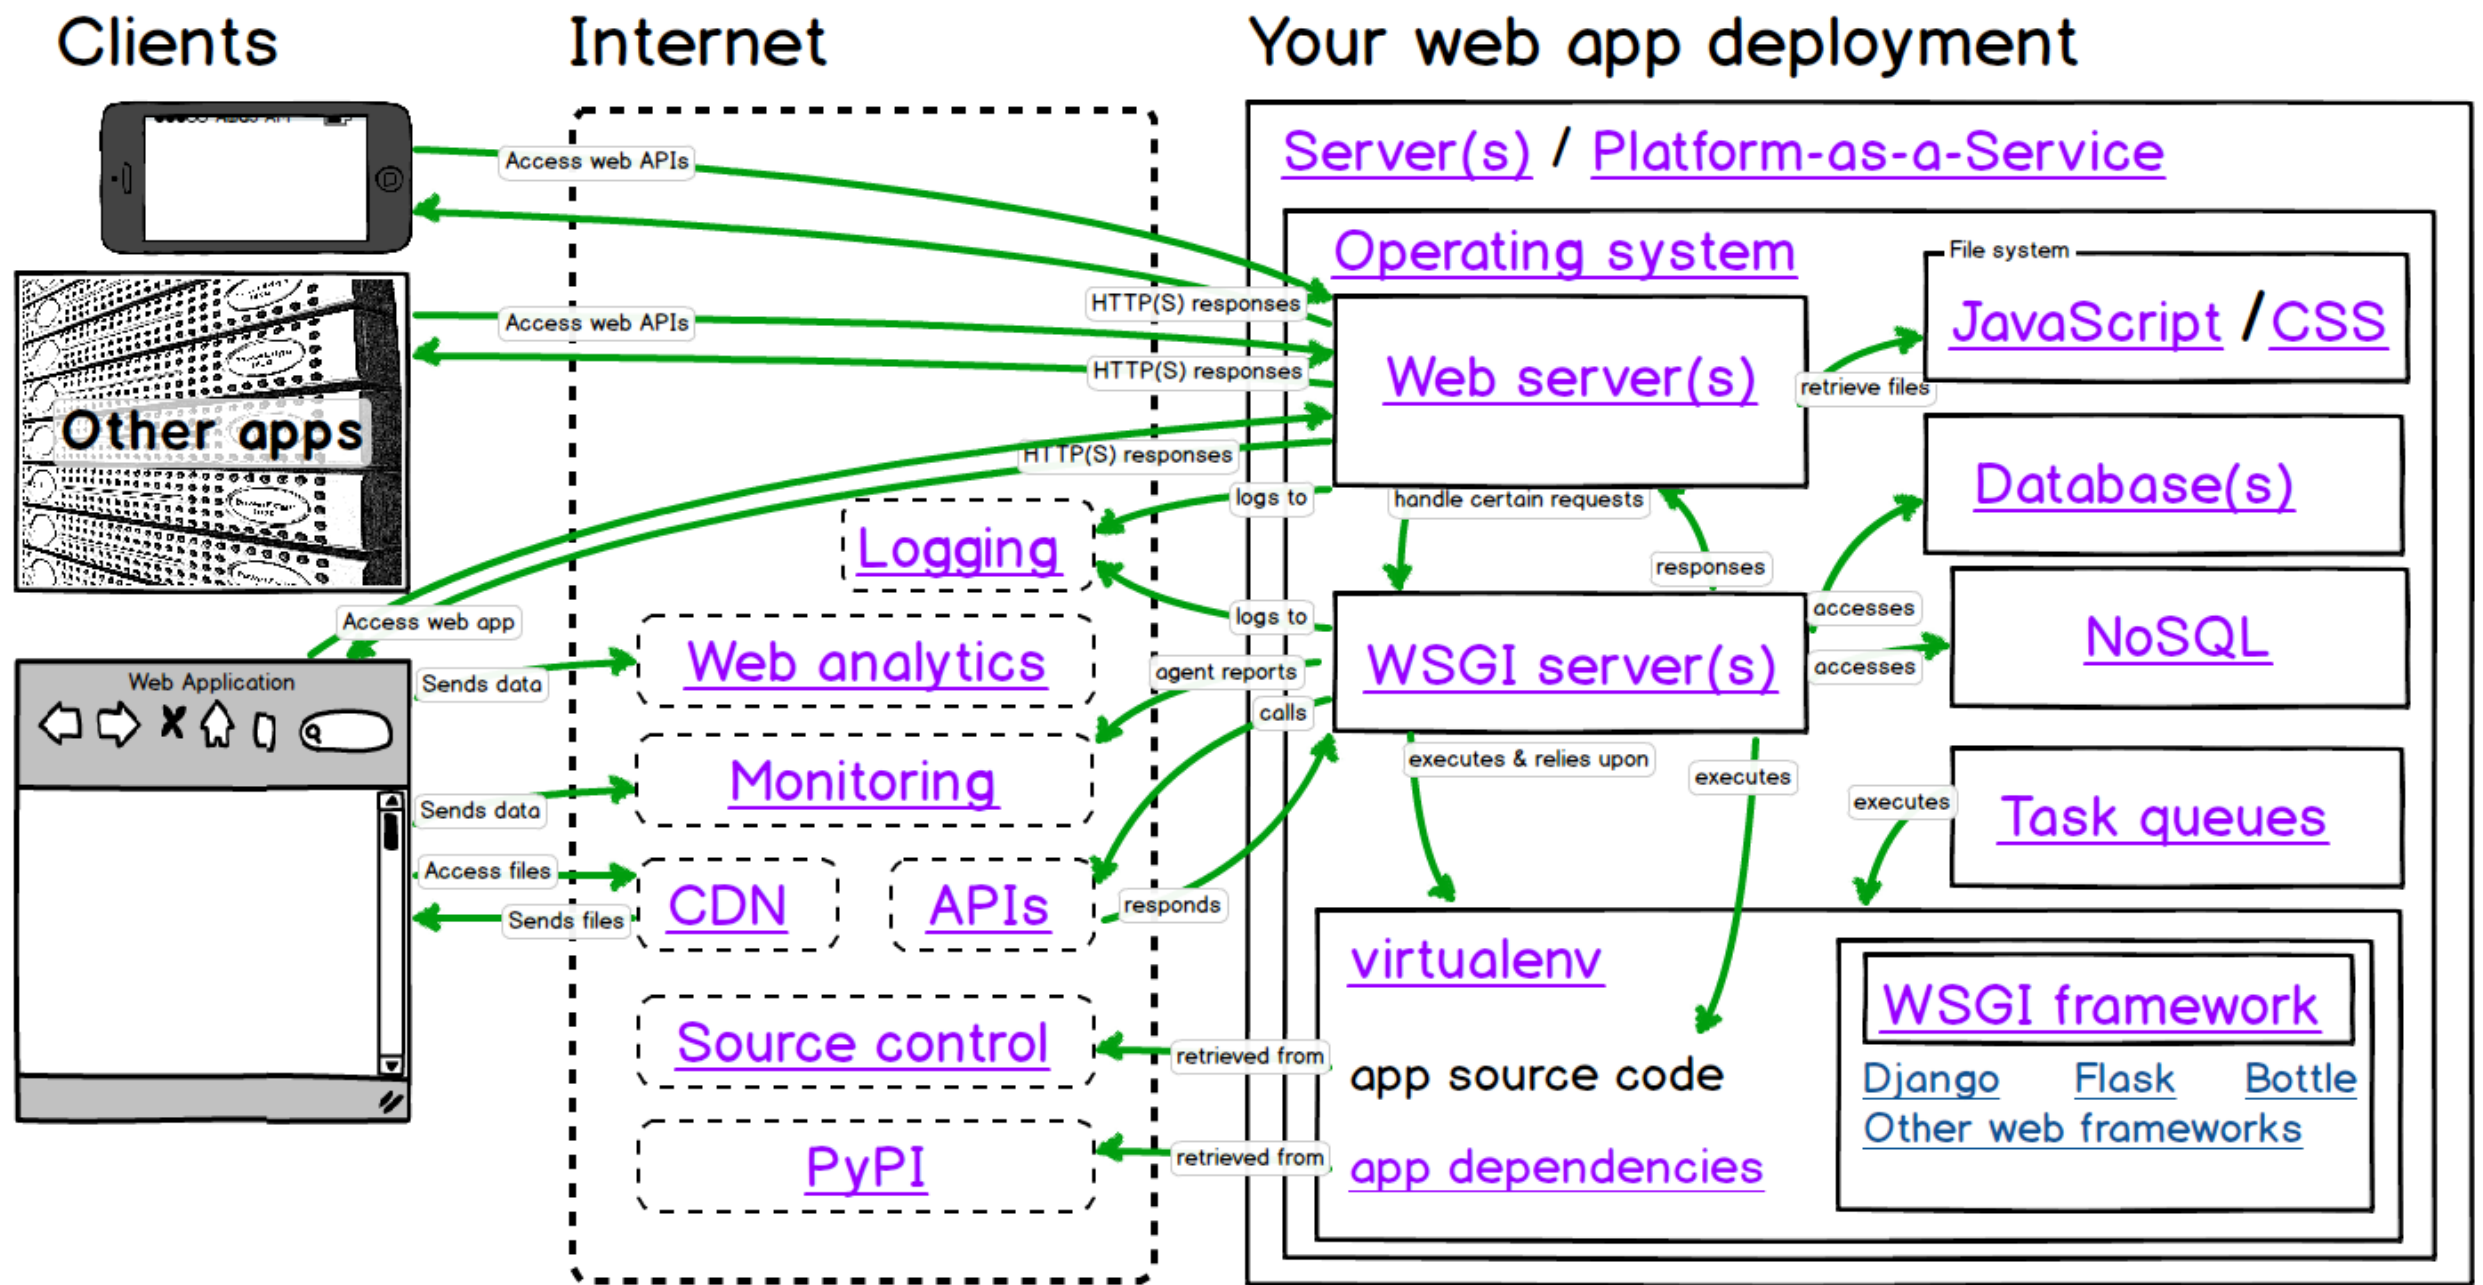 Clients
Internet
Your web app deployment
Server(s) / Platform-as-a-Service
Access web APIs
Operating system
File system
HTTP(S) responses
JavaScript / CSS
Access web APIs
HTTP(S) responses
Web server(s)
retrieve files
Other apps
HTTP(S) responses
Database(s)
logs to
handle certain requests
Logging
responses
Access web app
logs to
accesses
NoSQL
Web analytics
WSGI server(s)
accesses
Web Application
Sends data
agent reports
calls
executes & relies upon
executes
Monitoring
Sends data
executes
Task queues
Access files
CDN
APIs
responds
Sends files
virtualenv
WSGI framework
Source control
retrieved from
app source code
Django Flask Bottle
Other web frameworks
PyPI
retrieved from
app dependencies